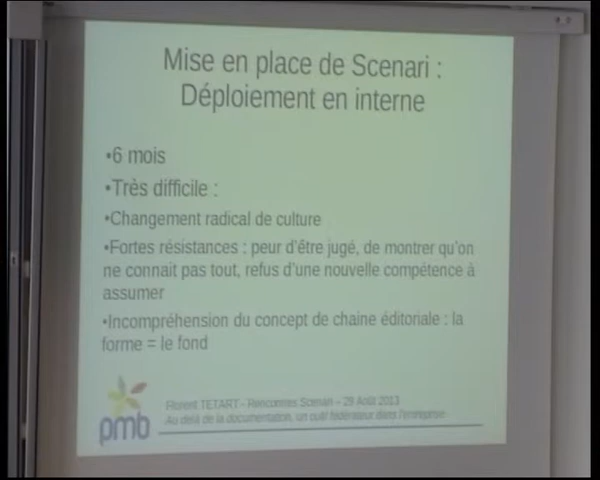 Mise en place de Scenari :
Déploiement en interne
•6 mois
•Très difficile :
•Changement radical de culture
•Fortes résistances : peur d'être jugé, de montrer qu'on
ne connait pas tout, refus d'une nouvelle compétence à
assumer
•Incompréhension du concept de chaine éditoriale : la
forme = le fond
Florent TETART - Rencontres Scenari – 29 Août 2013
Au delà de la documentation, un outil fédérateur dans l'entreprise
pmb